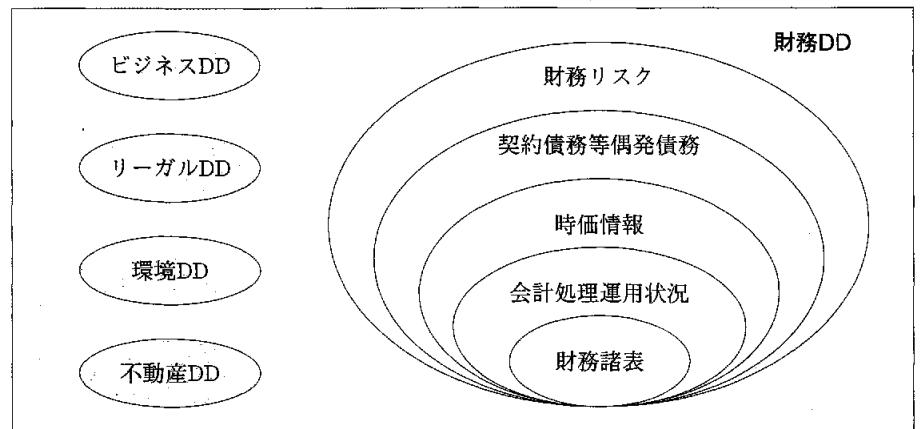 財務DD
ビジネスDD
リーガルDD
環境DD
不動産DD
財務リスク
契約債務等偶発債務
時価情報
会計処理運用状況
財務諸表